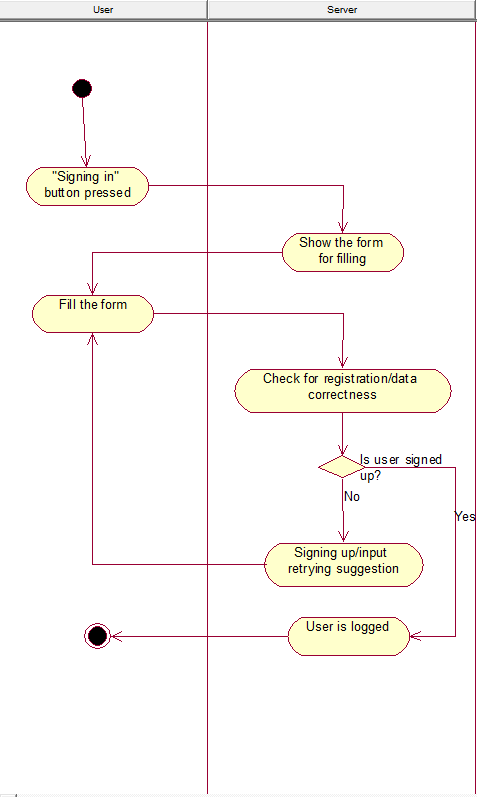 User
Server
"Signing in"
button pressed
Show the form
for filling
Fill the form
Check for registration/data
correctness
Is user signed
up?
No
Yes
Signing up/input
retrying suggestion
User is logged